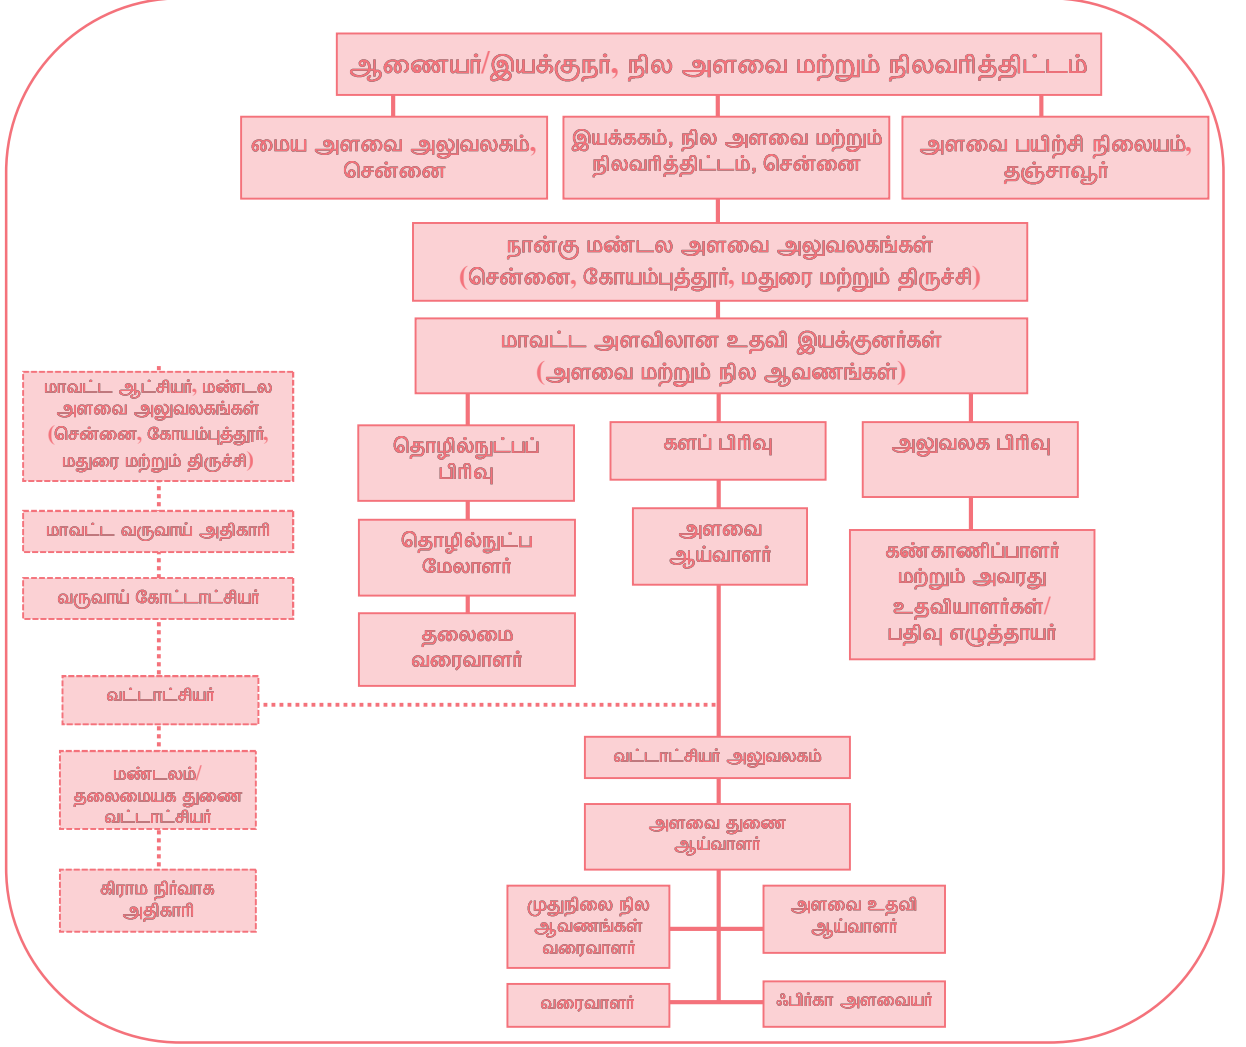 ஆணையர்/இயக்குநர், நில அளவை மற்றும் நிலவரித்திட்டம்
மைய அளவை அலுவலகம்,
சென்னை
இயக்ககம், நில அளவை மற்றும்
நிலவரித்திட்டம், சென்னை
அளவை பயிற்சி நிலையம்,
தஞ்சாவூர்
நான்கு மண்டல அளவை அலுவலகங்கள்
(சென்னை, கோயம்புத்தூர், மதுரை மற்றும் திருச்சி)
மாவட்ட அளவிலான உதவி இயக்குனர்கள்
(அளவை மற்றும் நில ஆவணங்கள்)
மாவட்ட ஆட்சியர், மண்டல
அளவை அலுவலகங்கள்
(சென்னை, கோயம்புத்தூர்,
மதுரை மற்றும் திருச்சி)
மாவட்ட வருவாய் அதிகாரி
வருவாய் கோட்டாட்சியர்
வட்டாட்சியர்
மண்டலம்/
தலைமையக துணை
வட்டாட்சியர்
கிராம நிர்வாக
அதிகாரி
தொழில்நுட்பப்
பிரிவு
தொழில்நுட்ப
மேலாளர்
தலைமை
வரைவாளர்
களப் பிரிவு
அளவை
ஆய்வாளர்
அலுவலக பிரிவு
கண்காணிப்பாளர்
மற்றும் அவரது
உதவியாளர்கள்/
பதிவு எழுத்தாயர்
வட்டாட்சியர் அலுவலகம்
அளவை துணை
ஆய்வாளர்
முதுநிலை நில
ஆவணங்கள்
வரைவாளர்
அளவை உதவி
ஆய்வாளர்
வரைவாளர்
ஃபிர்கா அளவையர்